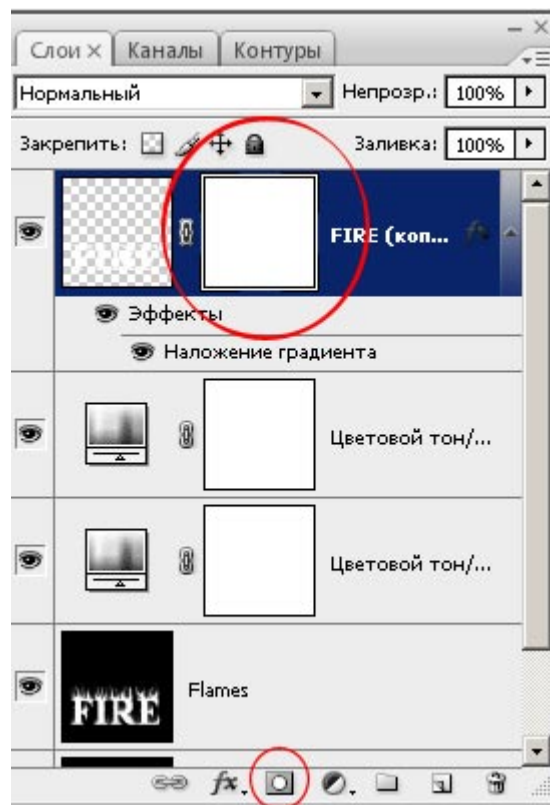 Слои × Каналы Контуры
Нормальный Непрозр.: 100%
Закрепить: Заливка: 100%
FIRE (коп...
Эффекты
Наложение градиента
Цветовой тон/...
Цветовой тон/...
FIRE Flames
fx.